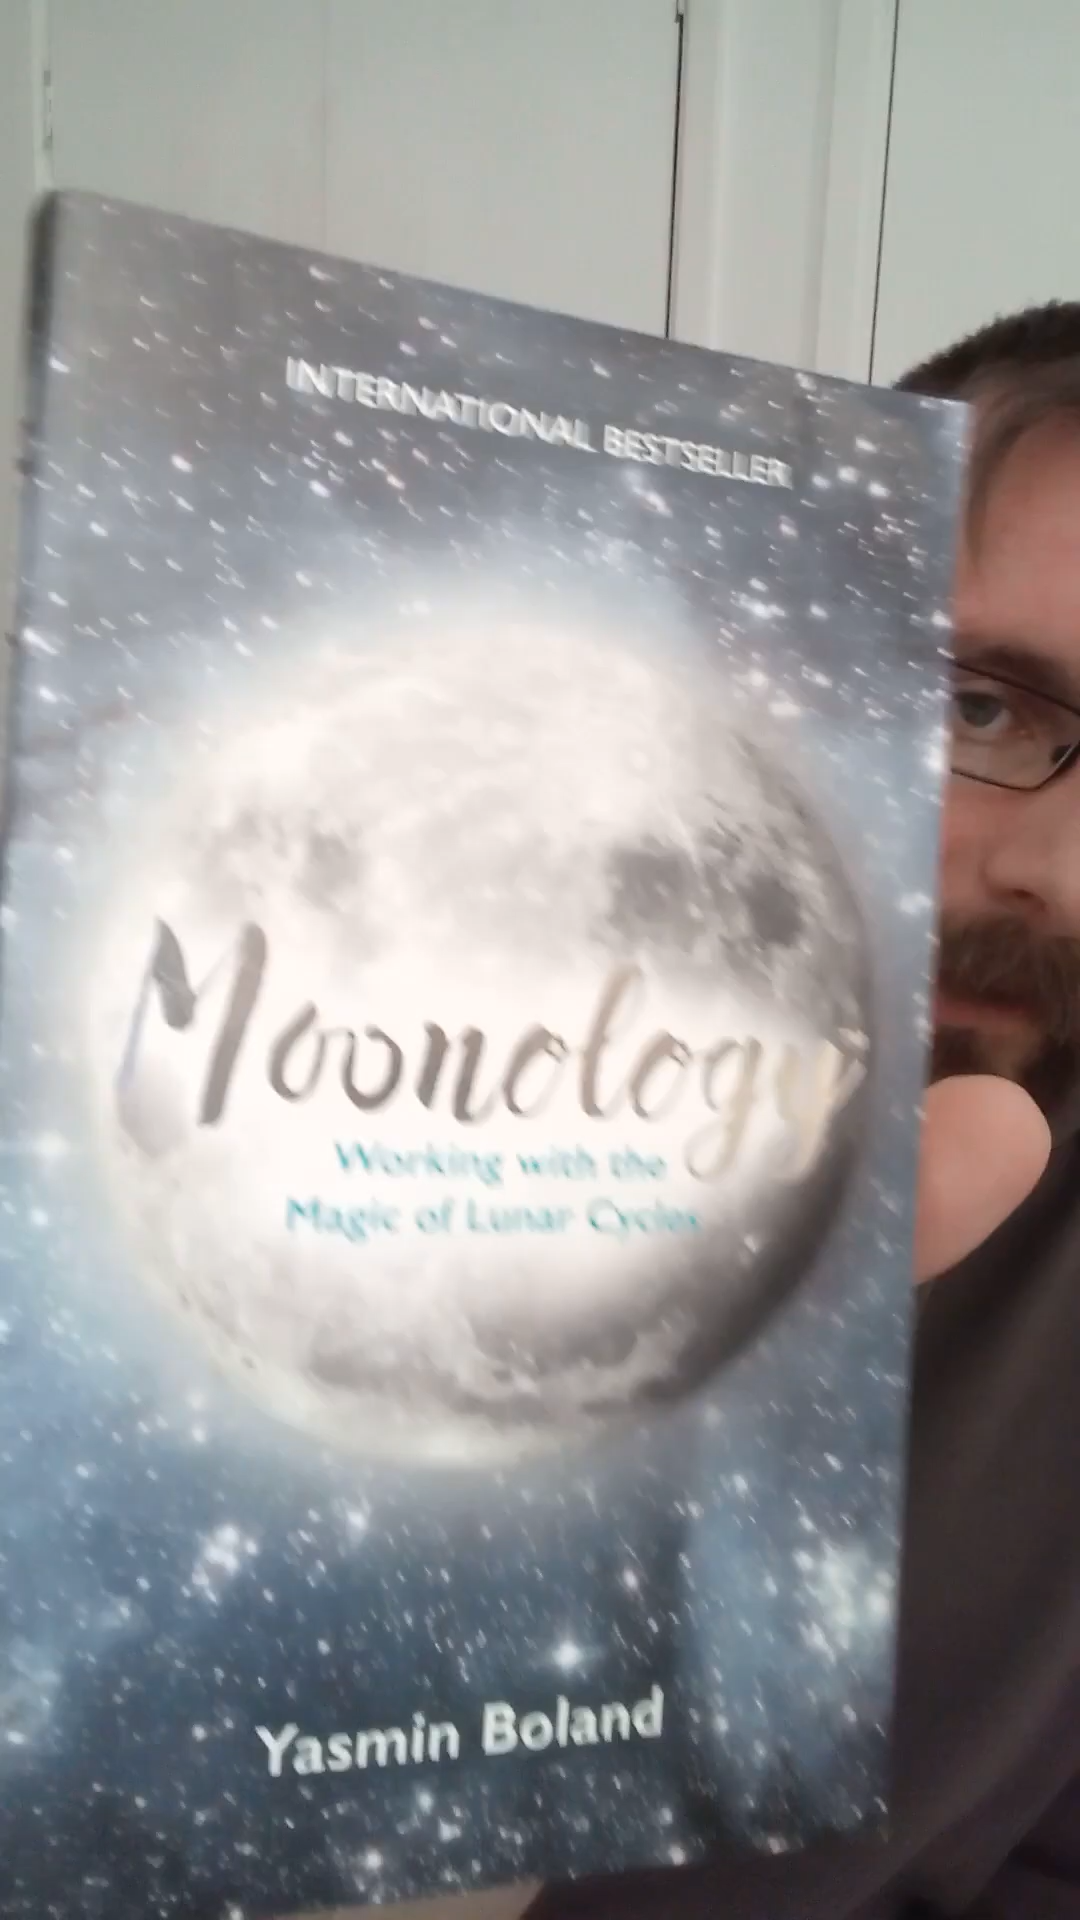 INTERNATIONAL BESTSELLER
Moonology
Working with the
Magic of Lunar Cycles
Yasmin Boland